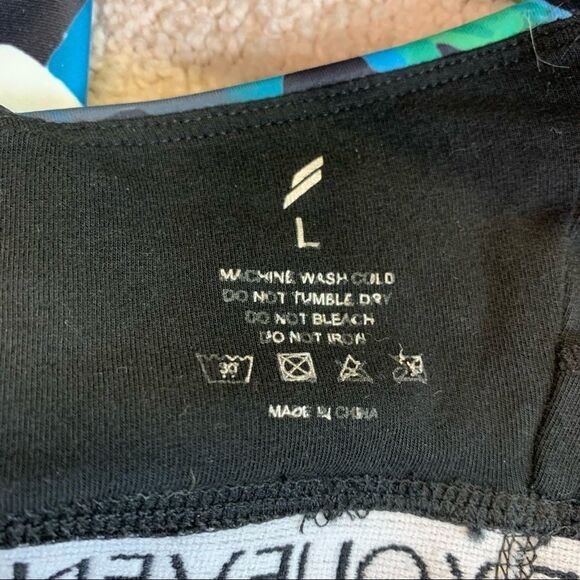 L
MACHINE WASH COLD
DO NOT TUMBLE DRY
DO NOT BLEACH
DO NOT IRON
30
MADE IN CHINA